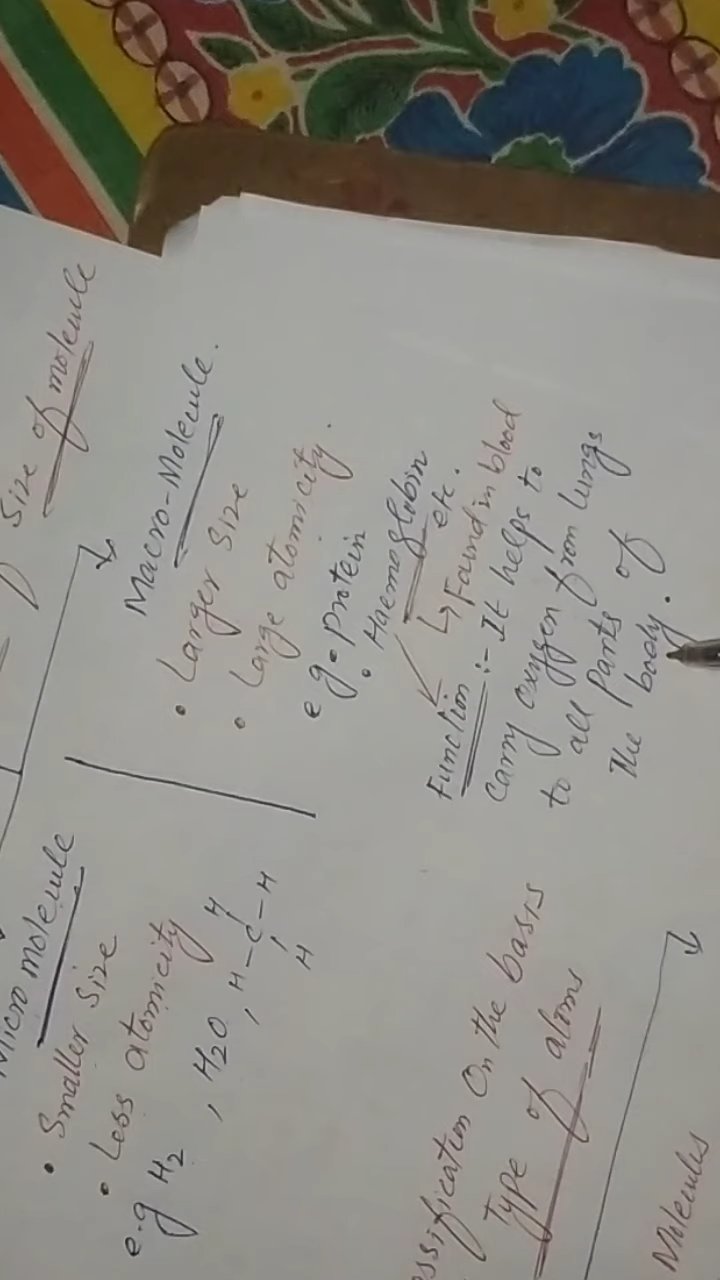 Size of molecule
Micro molecule
• Smaller Size
• Less atomicity
e.g H2 , H2O , H-C-H
H
H
Macro-Molecule.
• Larger Size
• Large atomicity.
e g • Protein
• Haemoglobin
etc.
↳ Found in blood
Function :- It helps to
carry oxygen from lungs
to all Parts of
the body.
On the basis
Type of atoms
Molecules